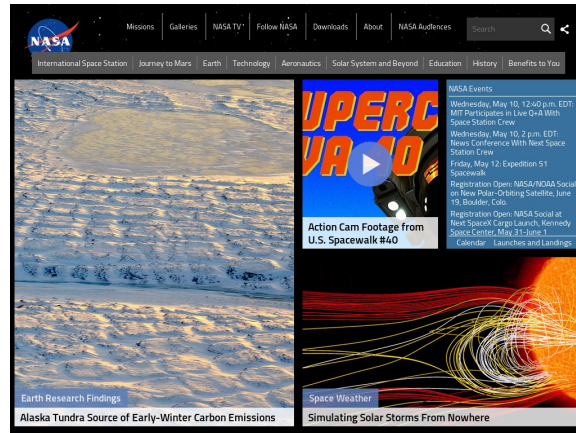 NASA
Missions
Galleries
NASA TV
Follow NASA
Downloads
About
NASA Audiences
Search
International Space Station
Journey to Mars
Earth
Technology
Aeronautics
Solar System and Beyond
Education
History
Benefits to You
UPERC
VA 40
Action Cam Footage from
U.S. Spacewalk #40
NASA Events
Wednesday, May 10, 12:40 p.m. EDT:
MIT Participates in Live Q+A With
Space Station Crew
Wednesday, May 10, 2 p.m. EDT:
News Conference With Next Space
Station Crew
Friday, May 12: Expedition 51
Spacewalk
Registration Open: NASA/NOAA Social
on New Polar-Orbiting Satellite, June
19, Boulder, Colo.
Registration Open: NASA Social at
Next SpaceX Cargo Launch, Kennedy
Space Center, May 31-June 1
Calendar
Launches and Landings
Earth Research Findings
Alaska Tundra Source of Early-Winter Carbon Emissions
Space Weather
Simulating Solar Storms From Nowhere